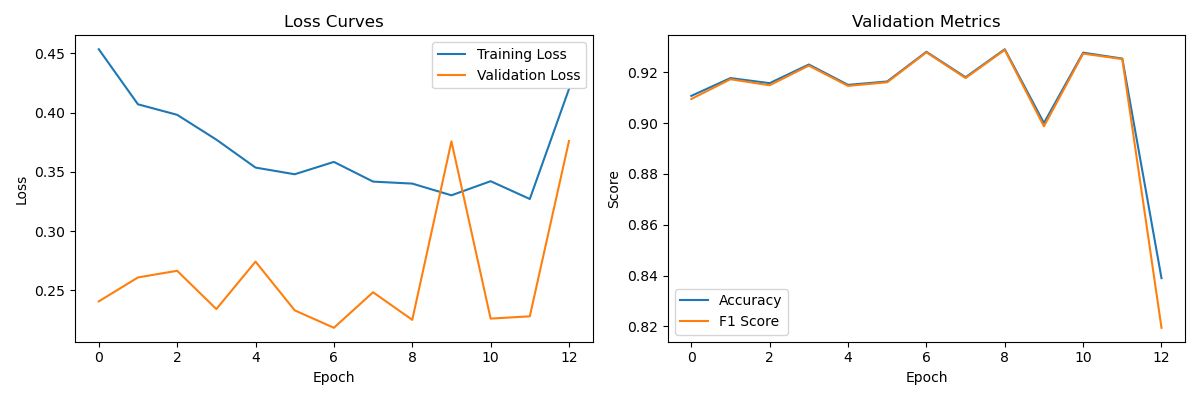 Loss Curves
Training Loss
Validation Loss
0.45
0.40
0.35
0.30
0.25
Loss
0 2 4 6 8 10 12
Epoch
Validation Metrics
0.92
0.90
0.88
0.86
0.84
0.82
Score
Accuracy
F1 Score
0 2 4 6 8 10 12
Epoch